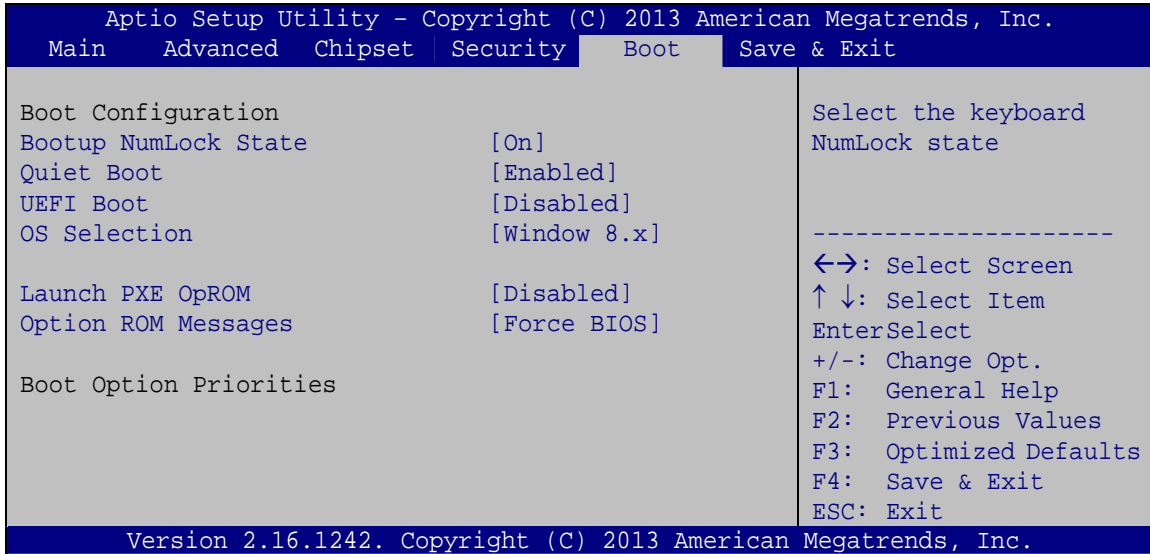 Aptio Setup Utility – Copyright (C) 2013 American Megatrends, Inc.
Main Advanced Chipset Security Boot Save & Exit
Boot Configuration
Bootup NumLock State [On]
Quiet Boot [Enabled]
UEFI Boot [Disabled]
OS Selection [Window 8.x]
Launch PXE OpROM [Disabled]
Option ROM Messages [Force BIOS]
Boot Option Priorities
Select the keyboard
NumLock state
---------------------
←→: Select Screen
↑ ↓: Select Item
EnterSelect
+/-: Change Opt.
F1: General Help
F2: Previous Values
F3: Optimized Defaults
F4: Save & Exit
ESC: Exit
Version 2.16.1242. Copyright (C) 2013 American Megatrends, Inc.